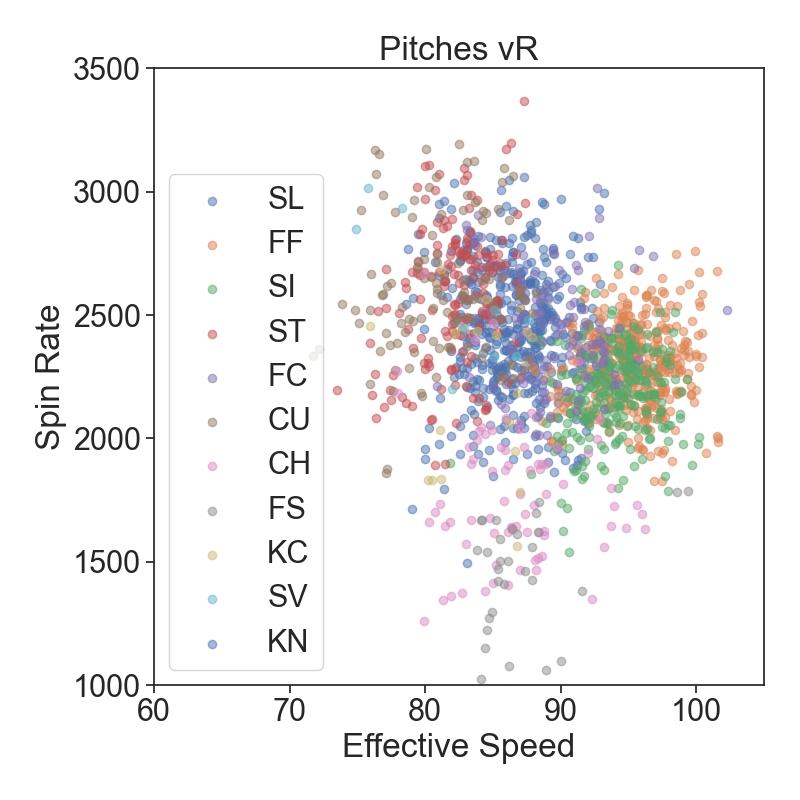 Pitches vR
3500
3000
2500
2000
1500
1000
Spin Rate
SL
FF
SI
ST
FC
CU
CH
FS
KC
SV
KN
60 70 80 90 100
Effective Speed